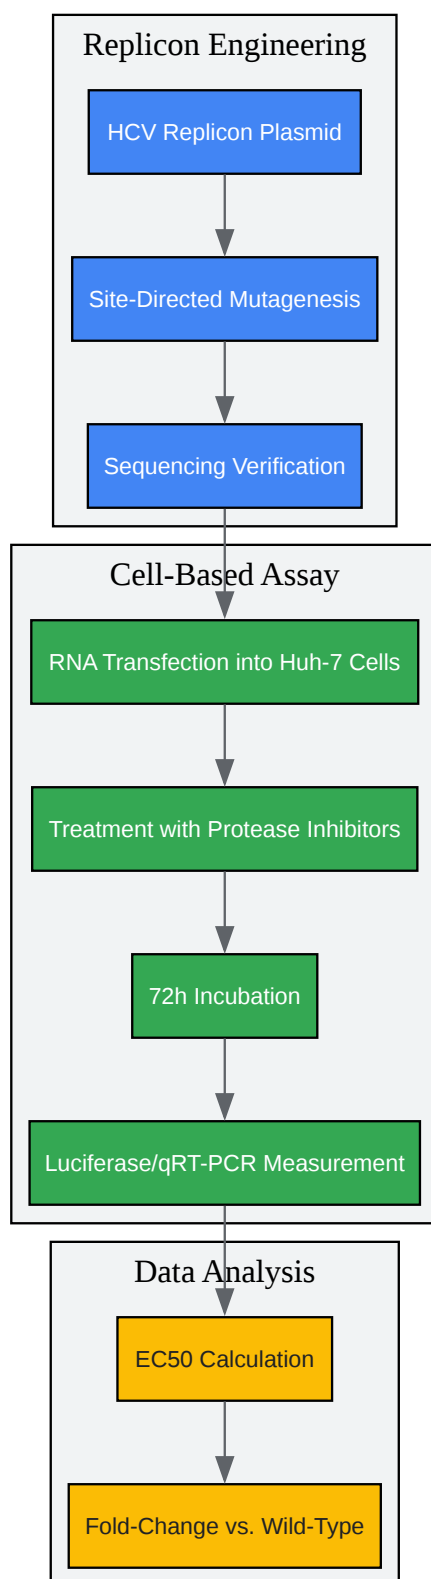 Replicon Engineering
HCV Replicon Plasmid
Site-Directed Mutagenesis
Sequencing Verification
Cell-Based Assay
RNA Transfection into Huh-7 Cells
Treatment with Protease Inhibitors
72h Incubation
Luciferase/qRT-PCR Measurement
Data Analysis
EC50 Calculation
Fold-Change vs. Wild-Type